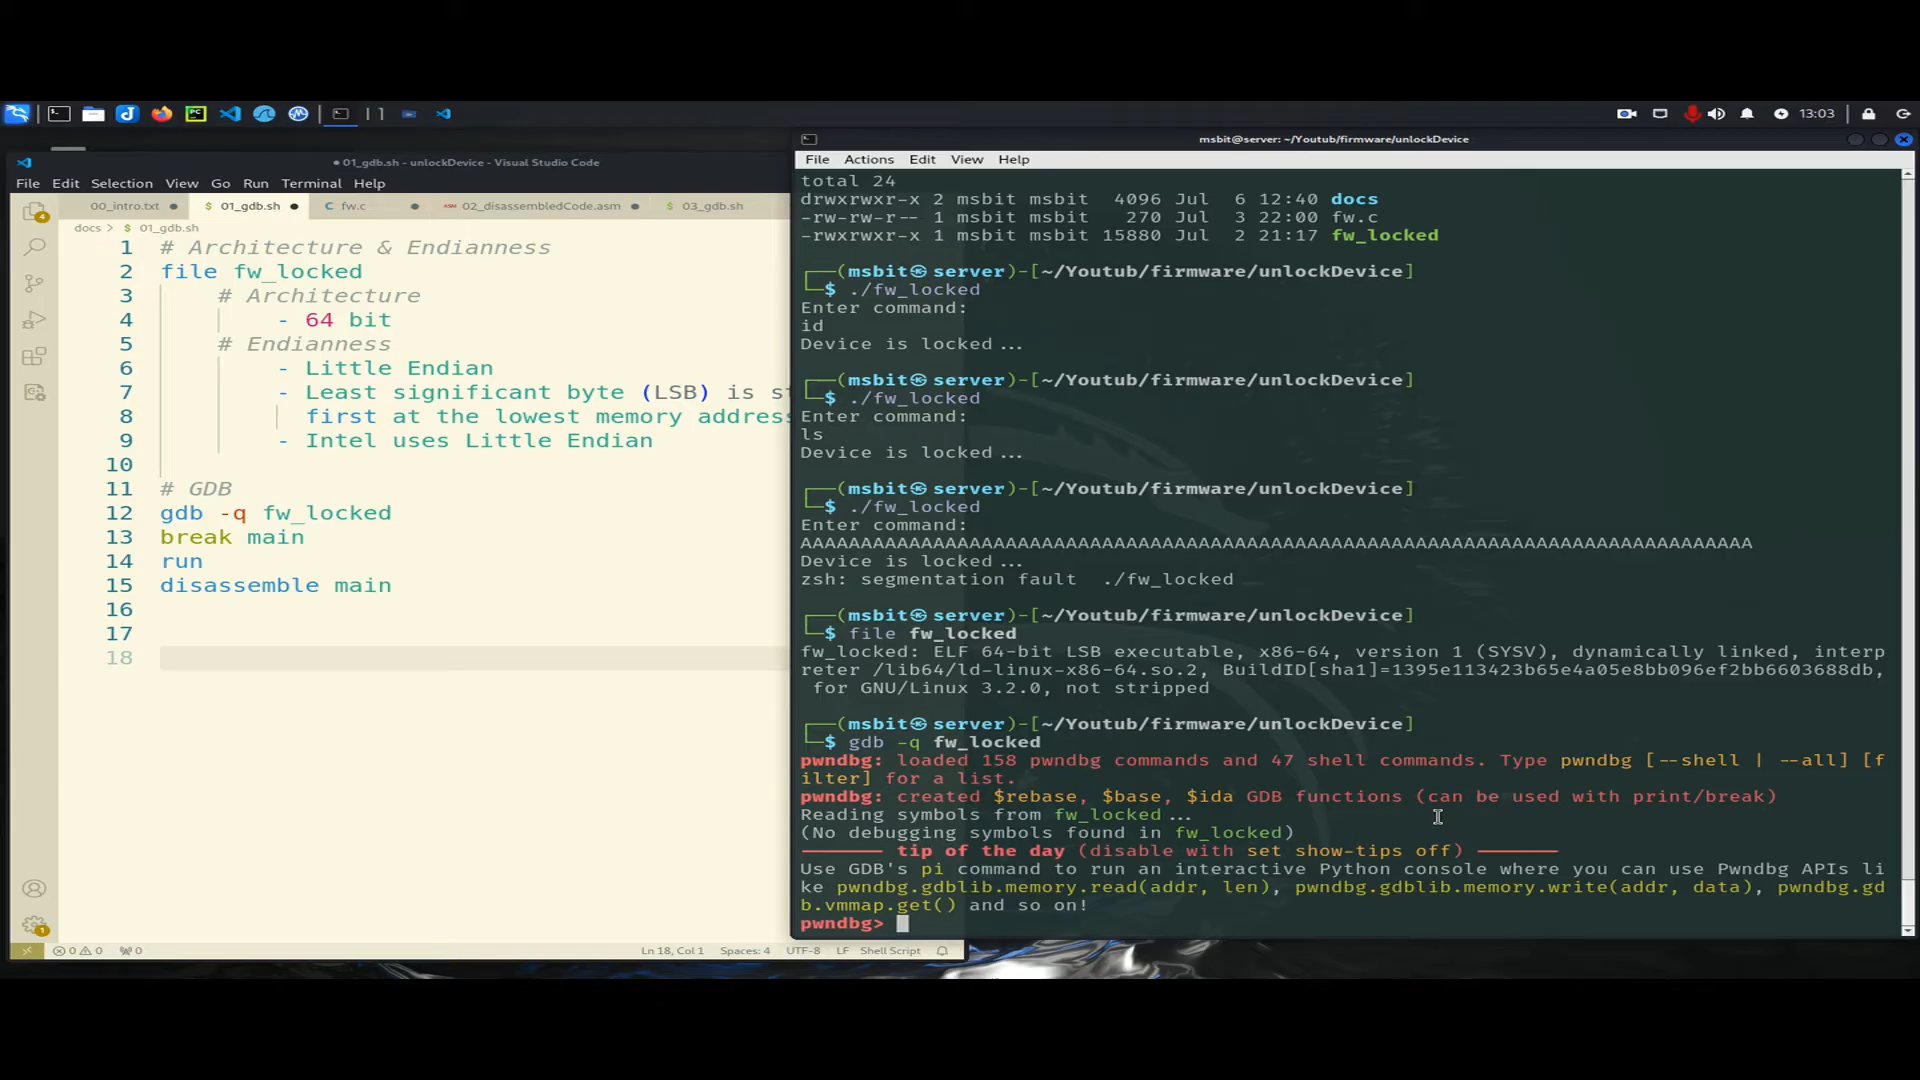 13:03
01_gdb.sh - unlockDevice - Visual Studio Code
File Edit Selection View Go Run Terminal Help
00_intro.txt 01_gdb.sh fw.c 02_disassembledCode.asm 03_gdb.sh
docs > $ 01_gdb.sh
1 # Architecture & Endianness
2 file fw_locked
3 # Architecture
4 - 64 bit
5 # Endianness
6 - Little Endian
7 - Least significant byte (LSB) is st
8 first at the lowest memory address
9 - Intel uses Little Endian
10
11 # GDB
12 gdb -q fw_locked
13 break main
14 run
15 disassemble main
16
17
18
0 0 0 Ln 18, Col 1 Spaces: 4 UTF-8 LF Shell Script
msbit@server: ~/Youtub/firmware/unlockDevice
File Actions Edit View Help
total 24
drwxrwxr-x 2 msbit msbit 4096 Jul 6 12:40 docs
-rw-rw-r-- 1 msbit msbit 270 Jul 3 22:00 fw.c
-rwxrwxr-x 1 msbit msbit 15880 Jul 2 21:17 fw_locked
(msbit㉿server)-[~/Youtub/firmware/unlockDevice]
$ ./fw_locked
Enter command:
id
Device is locked...
(msbit㉿server)-[~/Youtub/firmware/unlockDevice]
$ ./fw_locked
Enter command:
ls
Device is locked...
(msbit㉿server)-[~/Youtub/firmware/unlockDevice]
$ ./fw_locked
Enter command:
AAAAAAAAAAAAAAAAAAAAAAAAAAAAAAAAAAAAAAAAAAAAAAAAAAAAAAAAAAAAAAAAAAAAAAAAAAAAAAA
Device is locked...
zsh: segmentation fault ./fw_locked
(msbit㉿server)-[~/Youtub/firmware/unlockDevice]
$ file fw_locked
fw_locked: ELF 64-bit LSB executable, x86-64, version 1 (SYSV), dynamically linked, interp
reter /lib64/ld-linux-x86-64.so.2, BuildID[sha1]=1395e113423b65e4a05e8bb096ef2bb6603688db,
for GNU/Linux 3.2.0, not stripped
(msbit㉿server)-[~/Youtub/firmware/unlockDevice]
$ gdb -q fw_locked
pwndbg: loaded 158 pwndbg commands and 47 shell commands. Type pwndbg [--shell | --all] [f
ilter] for a list.
pwndbg: created $rebase, $base, $ida GDB functions (can be used with print/break)
Reading symbols from fw_locked...
(No debugging symbols found in fw_locked)
tip of the day (disable with set show-tips off)
Use GDB's pi command to run an interactive Python console where you can use Pwndbg APIs li
ke pwndbg.gdblib.memory.read(addr, len), pwndbg.gdblib.memory.write(addr, data), pwndbg.gd
b.vmmap.get() and so on!
pwndbg>